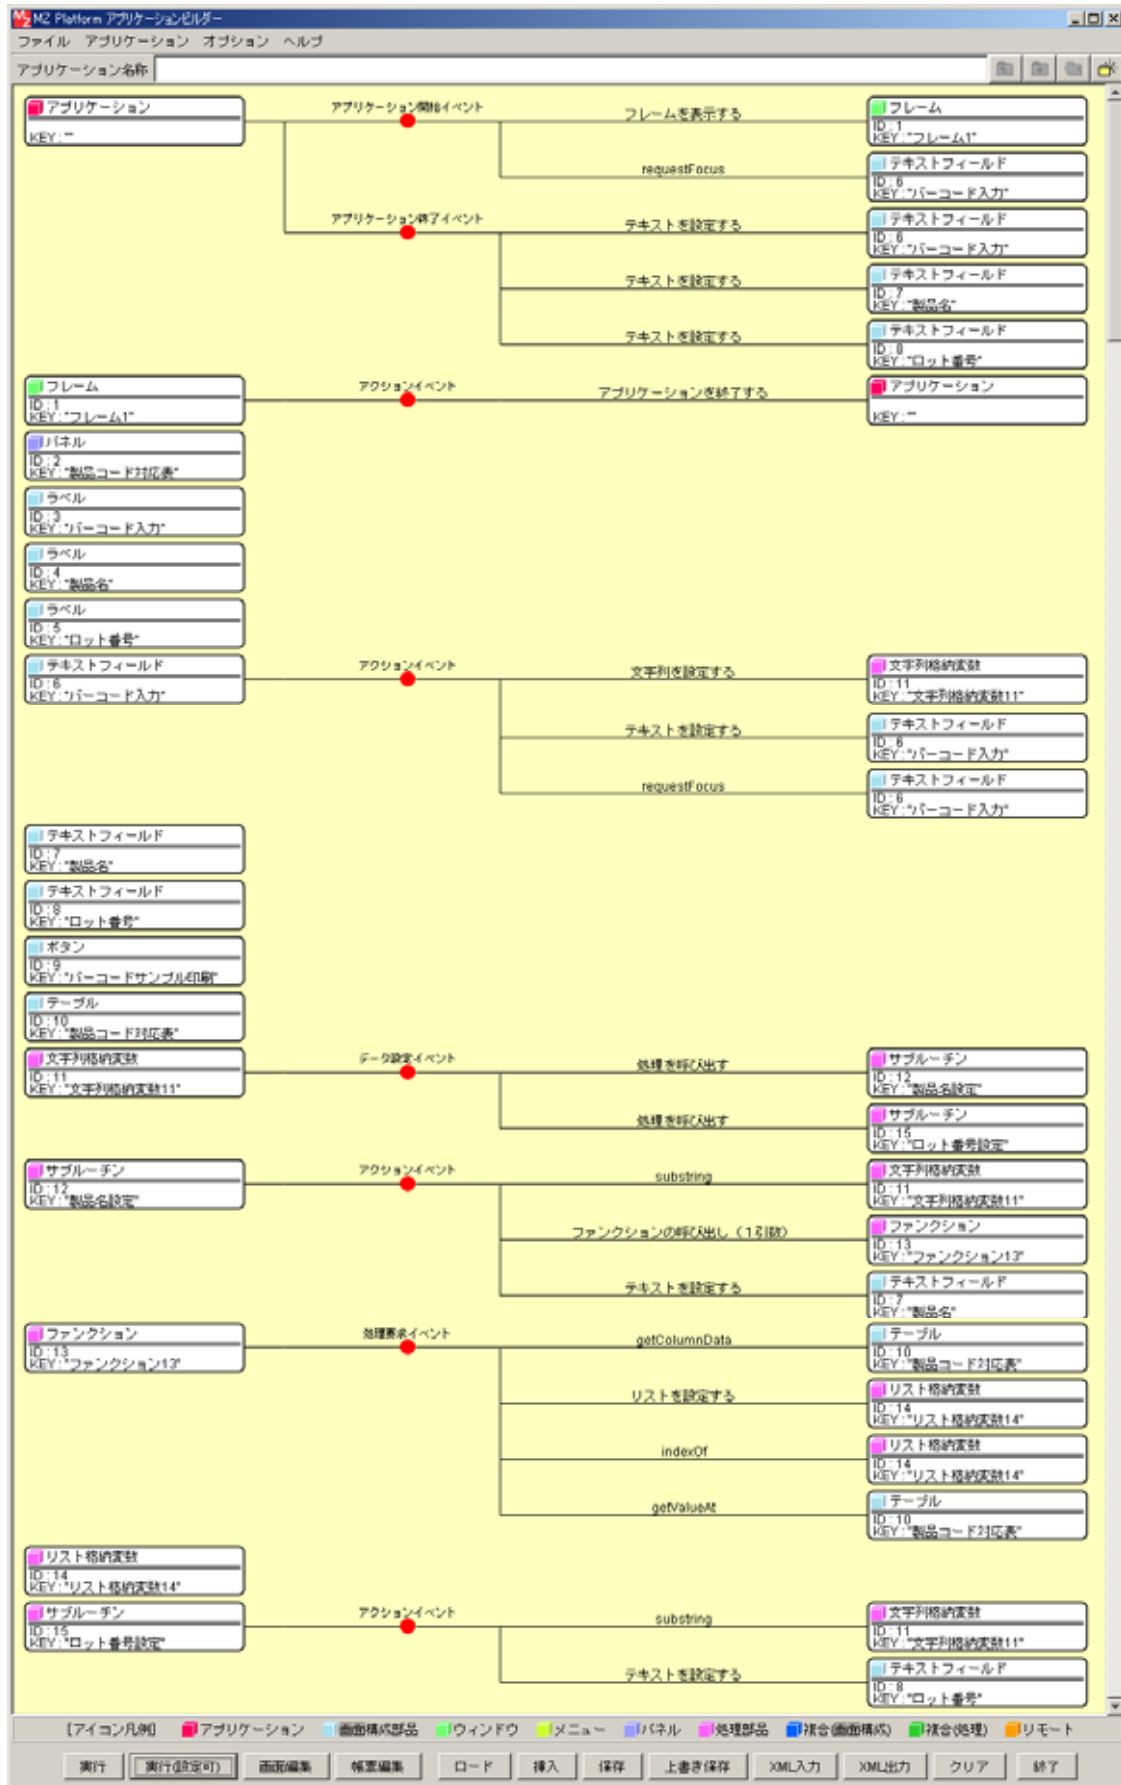 MZ Platform アプリケーションビルダー
ファイル アプリケーション オプション ヘルプ
アプリケーション名称
アプリケーション
KEY : ""
アプリケーション開始イベント
フレームを表示する
フレーム
ID : 1
KEY : "フレーム1"
requestFocus
テキストフィールド
ID : 6
KEY : "バーコード入力"
アプリケーション終了イベント
テキストを設定する
テキストフィールド
ID : 6
KEY : "バーコード入力"
テキストを設定する
テキストフィールド
ID : 7
KEY : "製品名"
テキストを設定する
テキストフィールド
ID : 8
KEY : "ロット番号"
フレーム
ID : 1
KEY : "フレーム1"
アクションイベント
アプリケーションを終了する
アプリケーション
KEY : ""
パネル
ID : 2
KEY : "製品コード対応表"
ラベル
ID : 3
KEY : "バーコード入力"
ラベル
ID : 4
KEY : "製品名"
ラベル
ID : 5
KEY : "ロット番号"
テキストフィールド
ID : 6
KEY : "バーコード入力"
アクションイベント
文字列を設定する
文字列格納変数
ID : 11
KEY : "文字列格納変数11"
テキストを設定する
テキストフィールド
ID : 6
KEY : "バーコード入力"
requestFocus
テキストフィールド
ID : 6
KEY : "バーコード入力"
テキストフィールド
ID : 7
KEY : "製品名"
テキストフィールド
ID : 8
KEY : "ロット番号"
ボタン
ID : 9
KEY : "バーコードサンプル印刷"
テーブル
ID : 10
KEY : "製品コード対応表"
文字列格納変数
ID : 11
KEY : "文字列格納変数11"
データ設定イベント
処理を呼び出す
サブルーチン
ID : 12
KEY : "製品名設定"
処理を呼び出す
サブルーチン
ID : 15
KEY : "ロット番号設定"
サブルーチン
ID : 12
KEY : "製品名設定"
アクションイベント
substring
文字列格納変数
ID : 11
KEY : "文字列格納変数11"
ファンクションの呼び出し（1引数）
ファンクション
ID : 13
KEY : "ファンクション13"
テキストを設定する
テキストフィールド
ID : 7
KEY : "製品名"
ファンクション
ID : 13
KEY : "ファンクション13"
処理要求イベント
getColumnData
テーブル
ID : 10
KEY : "製品コード対応表"
リストを設定する
リスト格納変数
ID : 14
KEY : "リスト格納変数14"
indexOf
リスト格納変数
ID : 14
KEY : "リスト格納変数14"
getValueAt
テーブル
ID : 10
KEY : "製品コード対応表"
リスト格納変数
ID : 14
KEY : "リスト格納変数14"
サブルーチン
ID : 15
KEY : "ロット番号設定"
アクションイベント
substring
文字列格納変数
ID : 11
KEY : "文字列格納変数11"
テキストを設定する
テキストフィールド
ID : 8
KEY : "ロット番号"
[アイコン凡例] アプリケーション 画面構成部品 ウィンドウ メニュー パネル 処理部品 複合(画面構成) 複合(処理) リモート
実行 実行(設定可) 画面編集 帳票編集 ロード 挿入 保存 上書き保存 XML入力 XML出力 クリア 終了